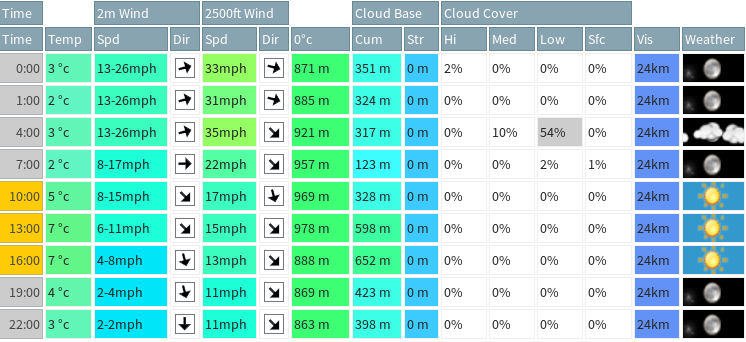 Time 2m Wind 2500ft Wind Cloud Base Cloud Cover
Time Temp Spd Dir Spd Dir 0°c Cum Str Hi Med Low Sfc Vis Weather
0:00 3 °c 13-26mph 33mph 871 m 351 m 0 m 2% 0% 0% 0% 24km
1:00 2 °c 13-26mph 31mph 885 m 324 m 0 m 0% 0% 0% 0% 24km
4:00 3 °c 13-26mph 35mph 921 m 317 m 0 m 0% 10% 54% 0% 24km
7:00 2 °c 8-17mph 22mph 957 m 123 m 0 m 0% 0% 2% 1% 24km
10:00 5 °c 8-15mph 17mph 969 m 328 m 0 m 0% 0% 0% 0% 24km
13:00 7 °c 6-11mph 15mph 978 m 598 m 0 m 0% 0% 0% 0% 24km
16:00 7 °c 4-8mph 13mph 888 m 652 m 0 m 0% 0% 0% 0% 24km
19:00 4 °c 2-4mph 11mph 869 m 423 m 0 m 0% 0% 0% 0% 24km
22:00 3 °c 2-2mph 11mph 863 m 398 m 0 m 0% 0% 0% 0% 24km